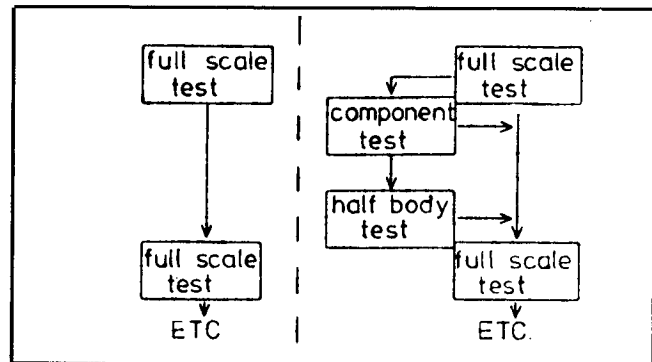 full scale
test
full scale
test
ETC
full scale
test
component
test
half body
test
full scale
test
ETC.